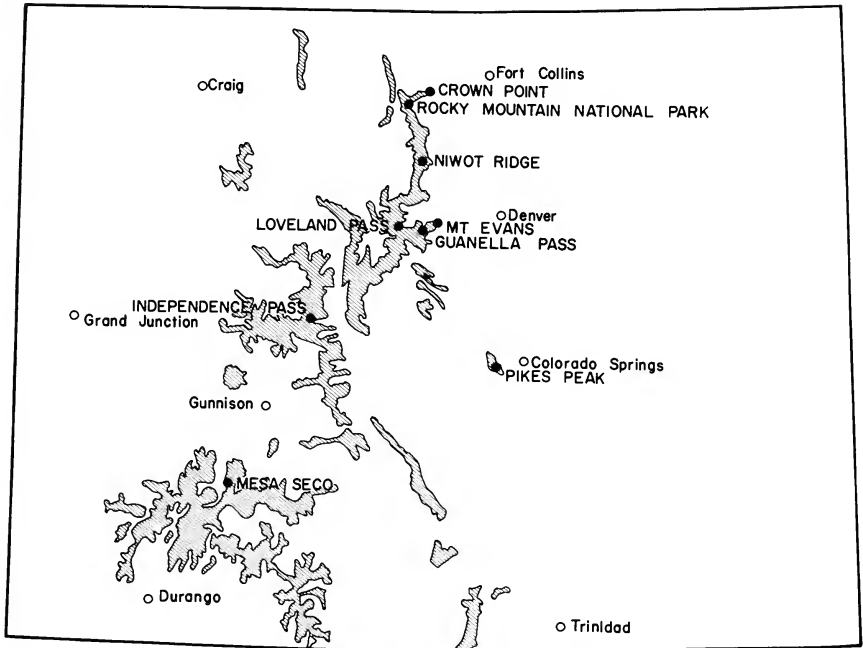 Fort Collins
Craig
CROWN POINT
ROCKY MOUNTAIN NATIONAL PARK
NIWOT RIDGE
Denver
LOVELAND PASS
MT EVANS
GUANELLA PASS
INDEPENDENCE PASS
Grand Junction
Colorado Springs
PIKES PEAK
Gunnison
MESA SECO
Durango
Trinidad